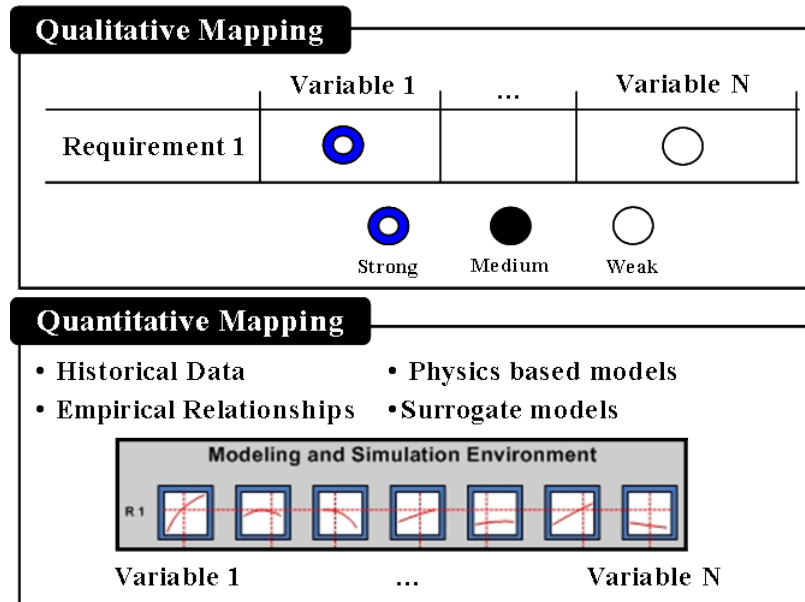 Qualitative Mapping
Variable 1 ... Variable N
Requirement 1
Strong Medium Weak
Quantitative Mapping
• Historical Data • Physics based models
• Empirical Relationships •Surrogate models
Modeling and Simulation Environment
R 1
Variable 1 ... Variable N